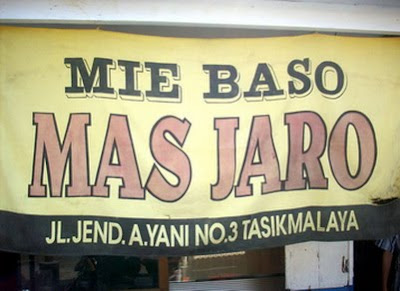 MIE BASO
MAS JARO
JL.JEND. A.YANI NO.3 TASIKMALAYA